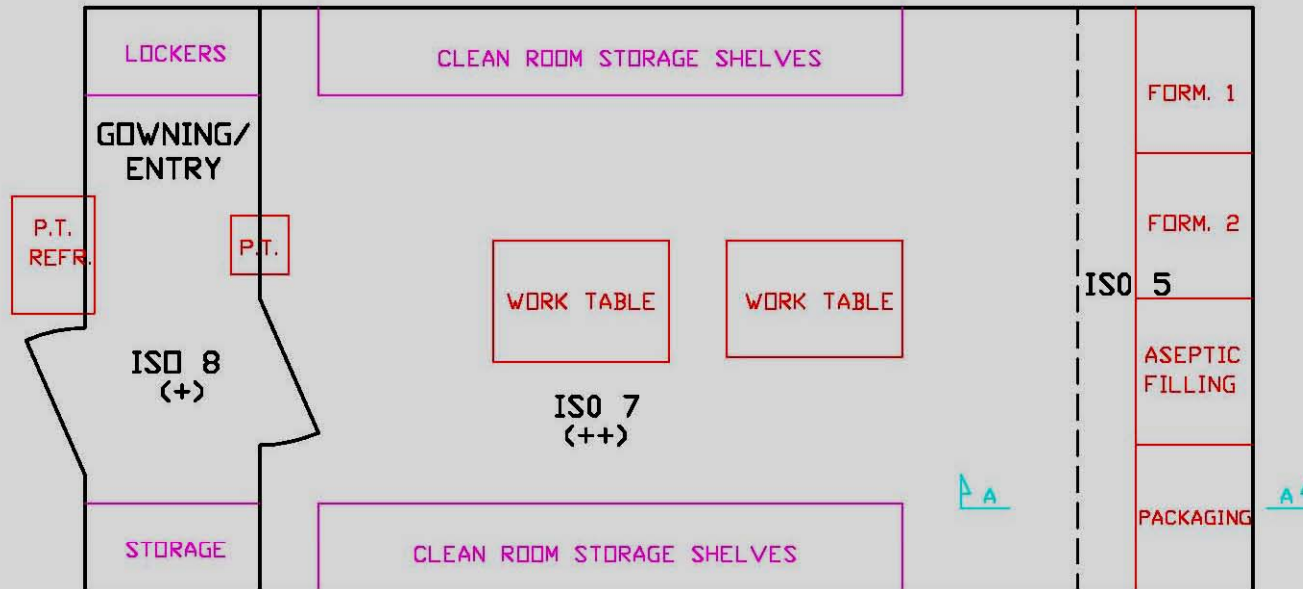 LOCKERS
CLEAN ROOM STORAGE SHELVES
FORM. 1
GOWNING/
ENTRY
P.T.
REFR.
P.T.
FORM. 2
WORK TABLE
WORK TABLE
ISO 5
ISO 8
(+)
ASEPTIC
FILLING
ISO 7
(++)
A
A
PACKAGING
STORAGE
CLEAN ROOM STORAGE SHELVES